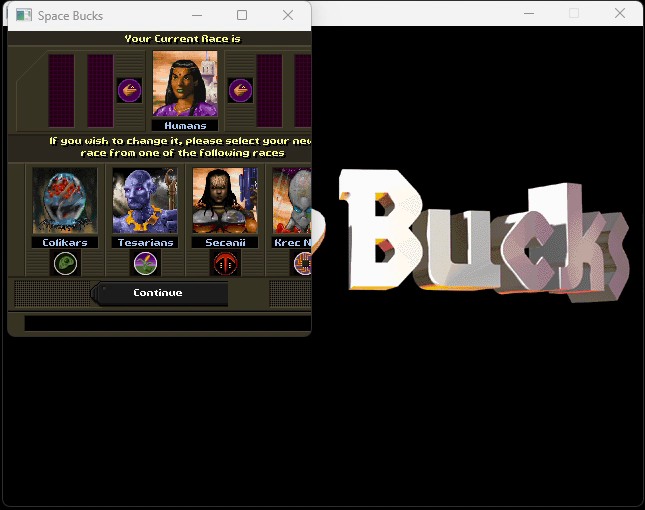 Space Bucks
Your Current Race is
Humans
If you wish to change it, please select your new
race from one of the following races
Colikars
Tesarians
Secanii
Krec N
Continue
Bucks